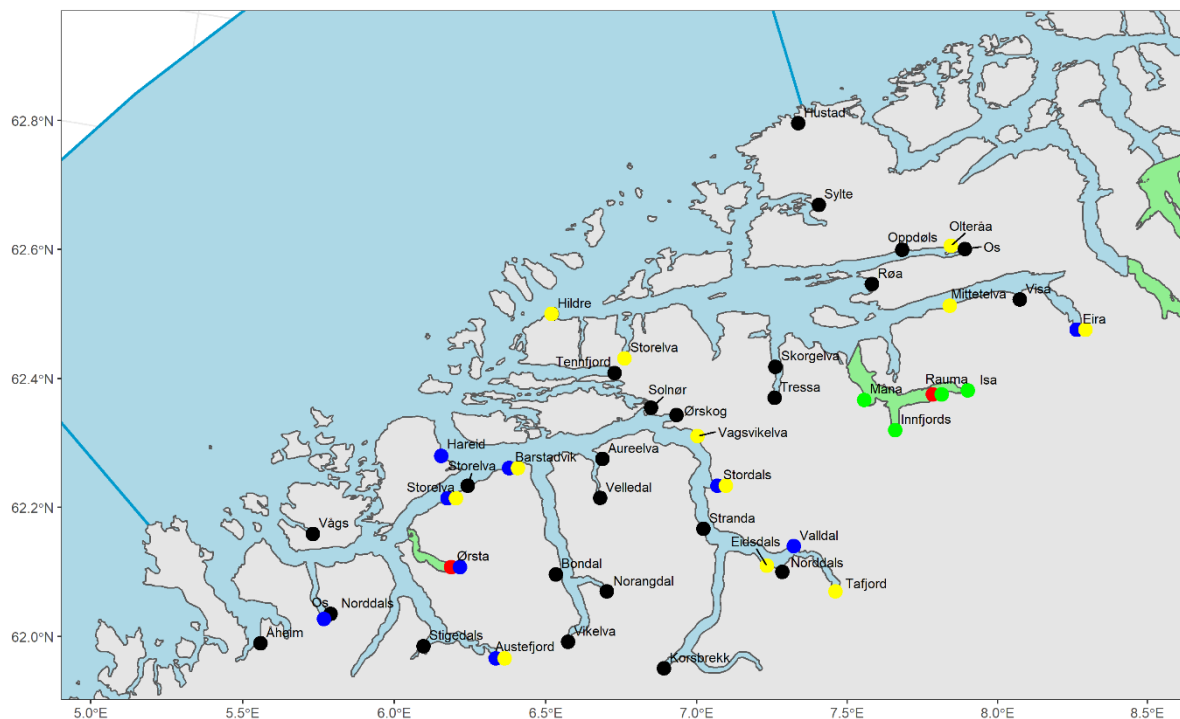 62.8°N
62.6°N
62.4°N
62.2°N
62.0°N
Hustad
Sylte
Olteråa
Oppdøls
Os
Røa
Mittetelva
Visa
Eira
Hildre
Storelva
Tennfjord
Skorgelva
Tressa
Måna
Rauma
Isa
Innfjords
Solnør
Ørskog
Vagsvikelva
Hareid
Storelva
Barstadvik
Aureelva
Storelva
Velledal
Stordals
Vågs
Stranda
Eidsdals
Valldal
Ørsta
Bondal
Norangdal
Norddals
Tafjord
Os
Norddals
Åheim
Stigedals
Austefjord
Vikelva
Korsbrekk
5.0°E
5.5°E
6.0°E
6.5°E
7.0°E
7.5°E
8.0°E
8.5°E